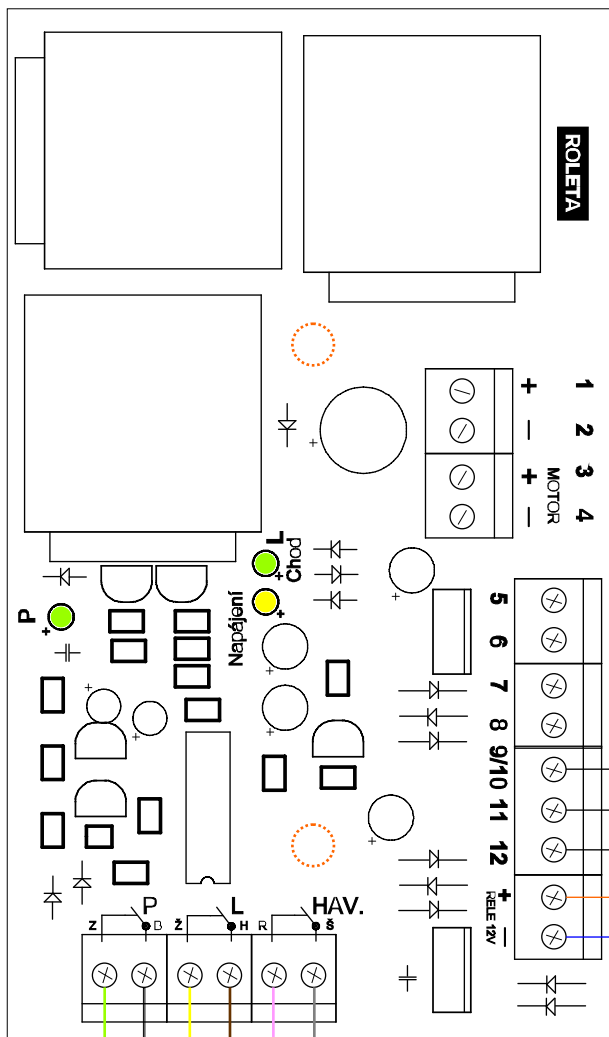 ROLETA
+ 1
− 2
+ 3
MOTOR
− 4
L
Chod
+
Napájení
+
P
+
+
+
+
+
+
+
+
5
6
7
8
9/10
11
12
+
RELE 12V
−
P L HAV.
Z B Ž H R Š